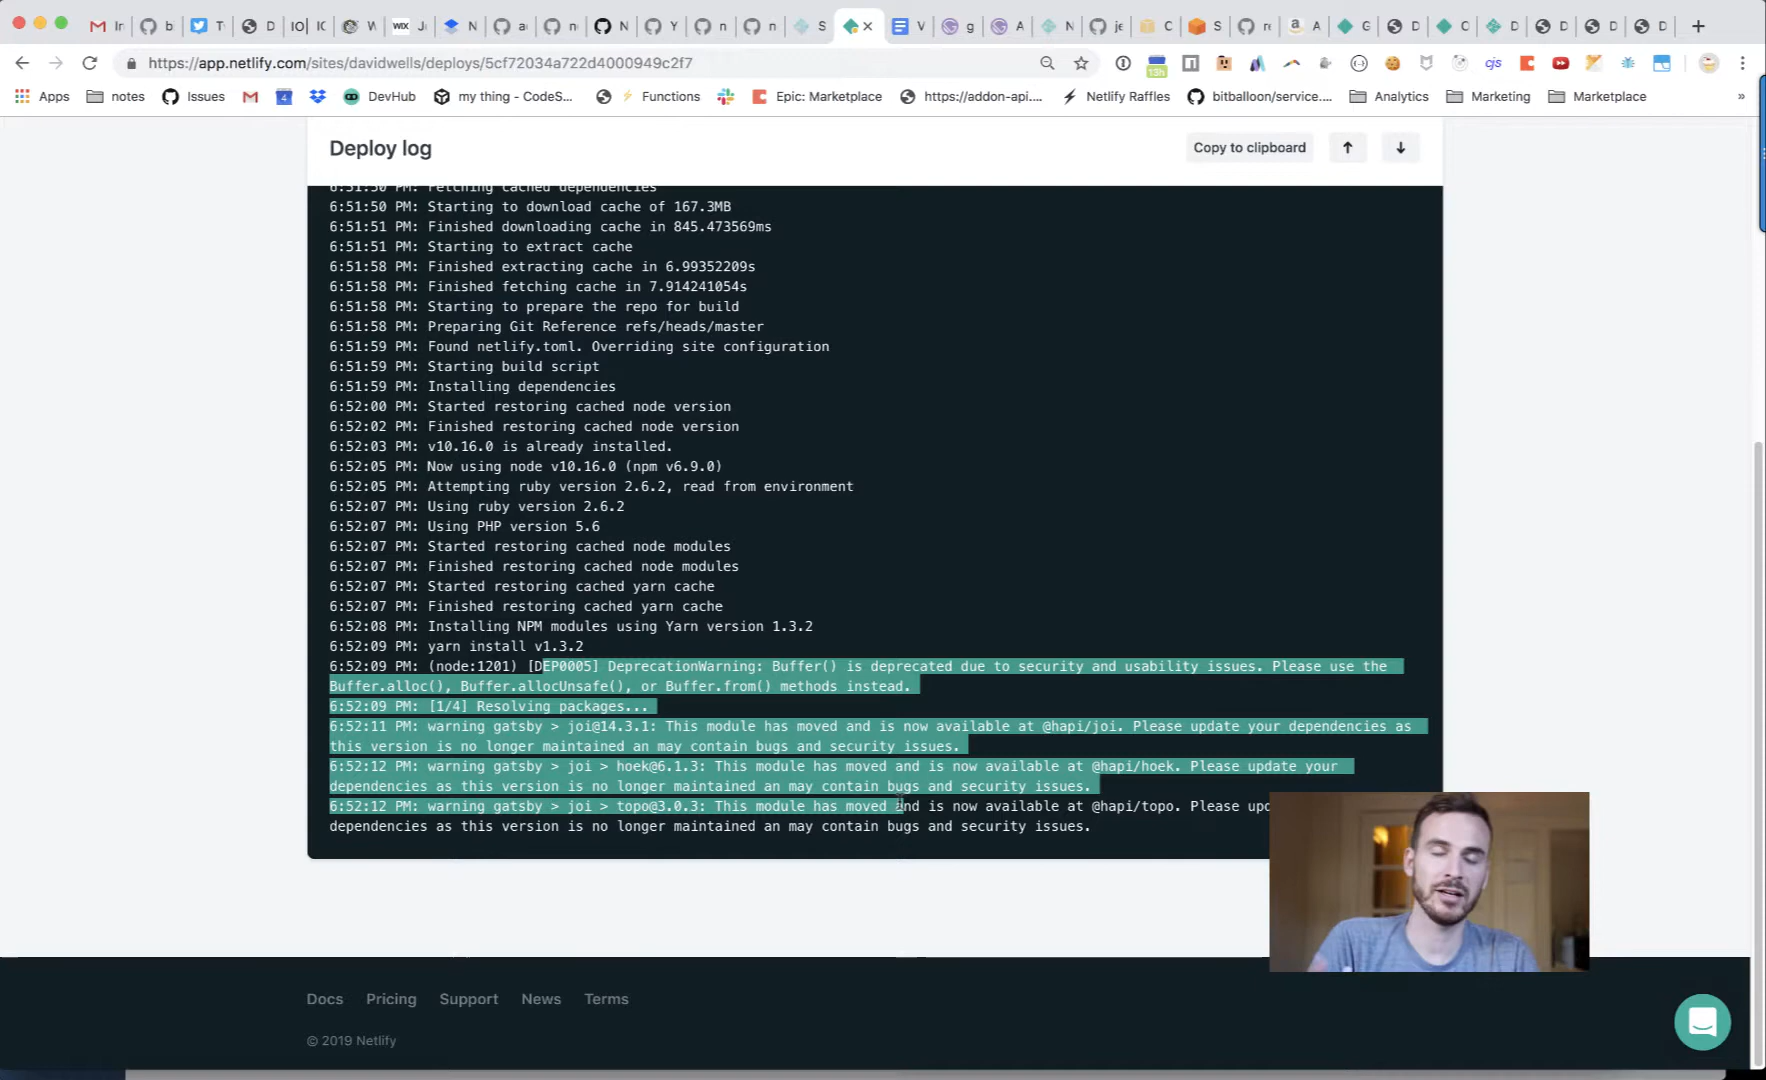 https://app.netlify.com/sites/davidwells/deploys/5cf72034a722d4000949c2f7
13h
cjs
Apps
notes
Issues
4
DevHub
my thing - CodeS...
Functions
Epic: Marketplace
https://addon-api....
Netlify Raffles
bitballoon/service....
Analytics
Marketing
Marketplace
»
Deploy log
Copy to clipboard
6:51:50 PM: Fetching cached dependencies
6:51:50 PM: Starting to download cache of 167.3MB
6:51:51 PM: Finished downloading cache in 845.473569ms
6:51:51 PM: Starting to extract cache
6:51:58 PM: Finished extracting cache in 6.99352209s
6:51:58 PM: Finished fetching cache in 7.914241054s
6:51:58 PM: Starting to prepare the repo for build
6:51:58 PM: Preparing Git Reference refs/heads/master
6:51:59 PM: Found netlify.toml. Overriding site configuration
6:51:59 PM: Starting build script
6:51:59 PM: Installing dependencies
6:52:00 PM: Started restoring cached node version
6:52:02 PM: Finished restoring cached node version
6:52:03 PM: v10.16.0 is already installed.
6:52:05 PM: Now using node v10.16.0 (npm v6.9.0)
6:52:05 PM: Attempting ruby version 2.6.2, read from environment
6:52:07 PM: Using ruby version 2.6.2
6:52:07 PM: Using PHP version 5.6
6:52:07 PM: Started restoring cached node modules
6:52:07 PM: Finished restoring cached node modules
6:52:07 PM: Started restoring cached yarn cache
6:52:07 PM: Finished restoring cached yarn cache
6:52:08 PM: Installing NPM modules using Yarn version 1.3.2
6:52:09 PM: yarn install v1.3.2
6:52:09 PM: (node:1201) [DEP0005] DeprecationWarning: Buffer() is deprecated due to security and usability issues. Please use the
Buffer.alloc(), Buffer.allocUnsafe(), or Buffer.from() methods instead.
6:52:09 PM: [1/4] Resolving packages...
6:52:11 PM: warning gatsby > joi@14.3.1: This module has moved and is now available at @hapi/joi. Please update your dependencies as
this version is no longer maintained an may contain bugs and security issues.
6:52:12 PM: warning gatsby > joi > hoek@6.1.3: This module has moved and is now available at @hapi/hoek. Please update your
dependencies as this version is no longer maintained an may contain bugs and security issues.
6:52:12 PM: warning gatsby > joi > topo@3.0.3: This module has moved and is now available at @hapi/topo. Please upd
dependencies as this version is no longer maintained an may contain bugs and security issues.
Docs Pricing Support News Terms
© 2019 Netlify